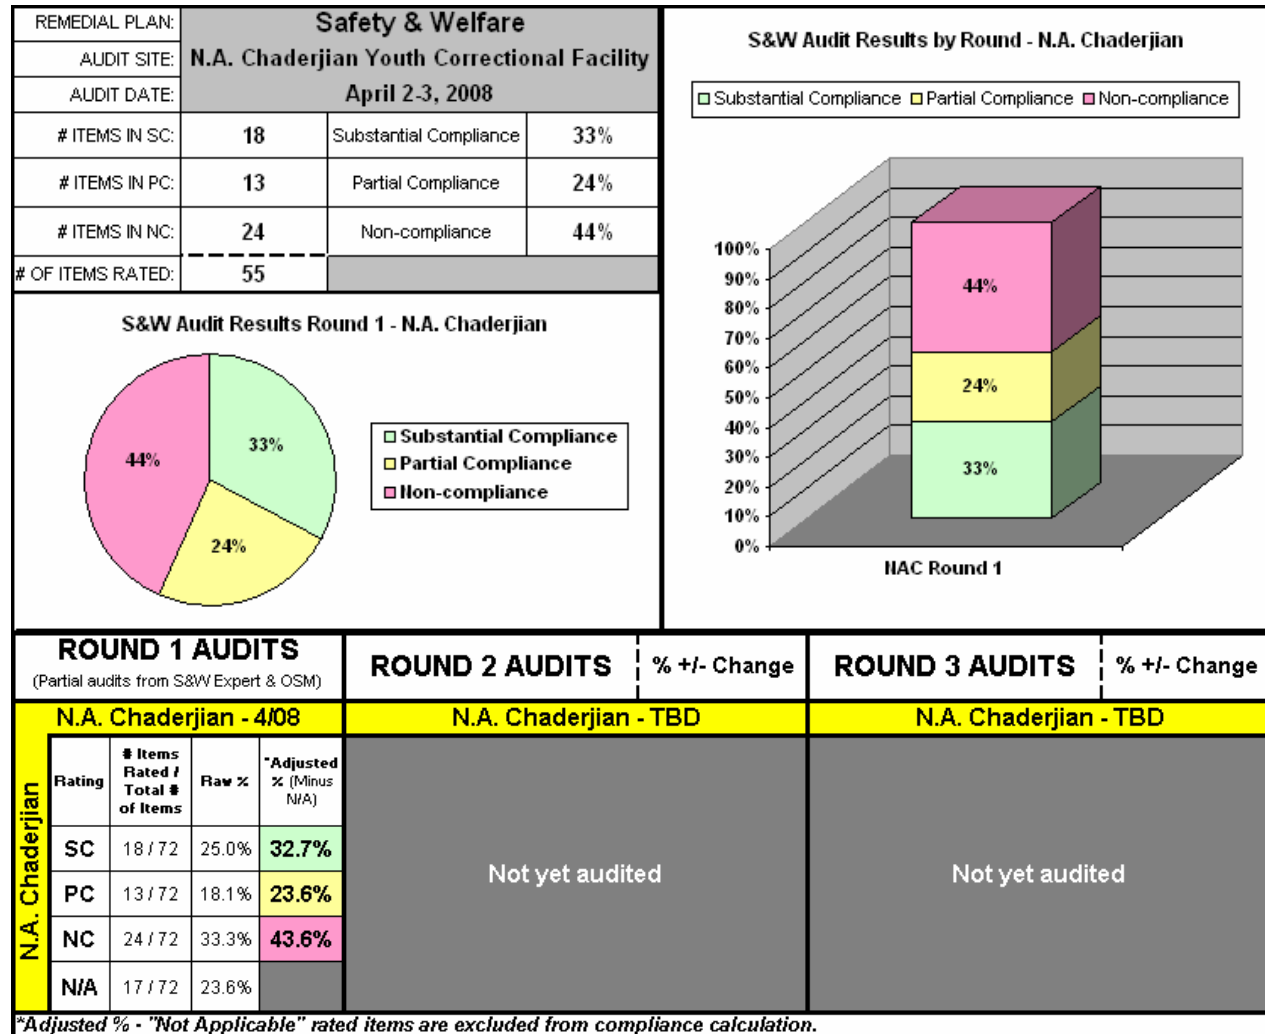 REMEDIAL PLAN: Safety & Welfare
AUDIT SITE: N.A. Chaderjian Youth Correctional Facility
AUDIT DATE: April 2-3, 2008
# ITEMS IN SC: 18 Substantial Compliance 33%
# ITEMS IN PC: 13 Partial Compliance 24%
# ITEMS IN NC: 24 Non-compliance 44%
# OF ITEMS RATED: 55
S&W Audit Results Round 1 - N.A. Chaderjian
33%
44%
24%
Substantial Compliance
Partial Compliance
Non-compliance
S&W Audit Results by Round - N.A. Chaderjian
Substantial Compliance Partial Compliance Non-compliance
100%
90%
80%
70%
60%
50%
40%
30%
20%
10%
0%
44%
24%
33%
NAC Round 1
ROUND 1 AUDITS
(Partial audits from S&W Expert & OSM)
ROUND 2 AUDITS % +/- Change
ROUND 3 AUDITS % +/- Change
N.A. Chaderjian - 4/08
N.A. Chaderjian - TBD
N.A. Chaderjian - TBD
N.A. Chaderjian
Rating
# Items
Rated /
Total #
of Items
Raw %
*Adjusted
% (Minus
N/A)
SC 18 / 72 25.0% 32.7%
PC 13 / 72 18.1% 23.6%
NC 24 / 72 33.3% 43.6%
N/A 17 / 72 23.6%
Not yet audited
Not yet audited
*Adjusted % - "Not Applicable" rated items are excluded from compliance calculation.